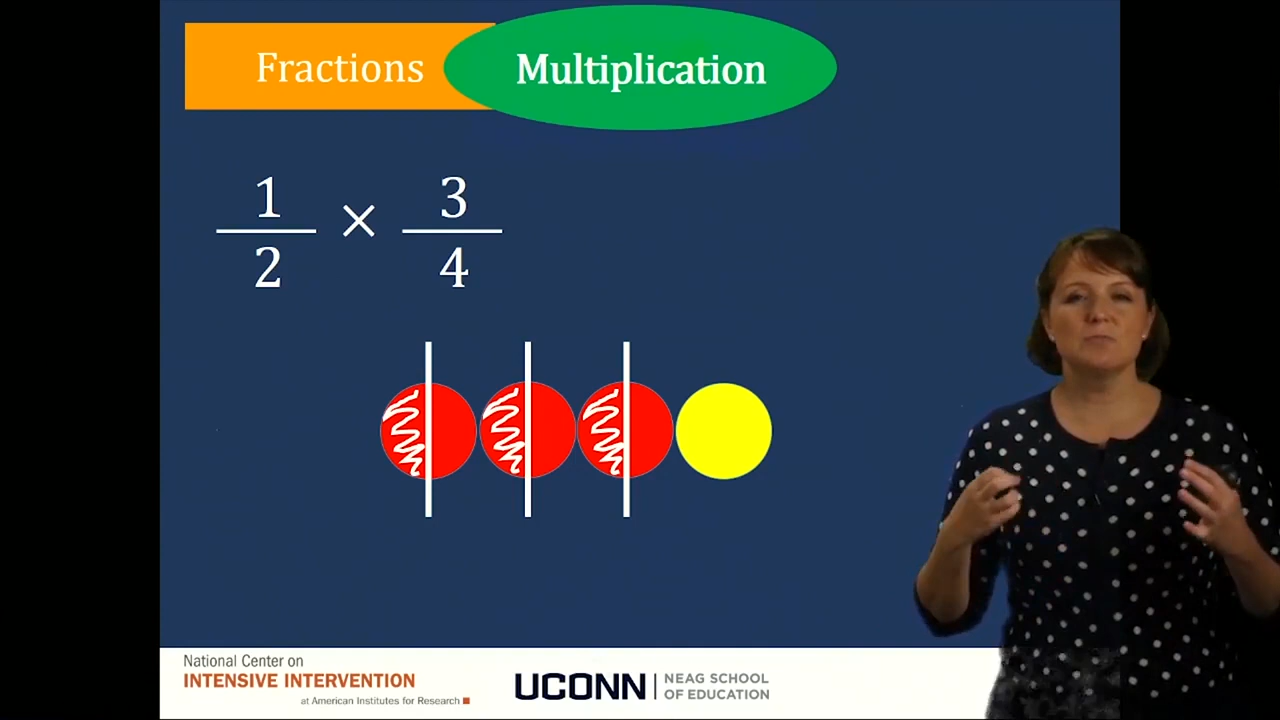 Fractions
Multiplication
1/2 × 3/4
National Center on
INTENSIVE INTERVENTION
at American Institutes for Research
UCONN
NEAG SCHOOL
OF EDUCATION